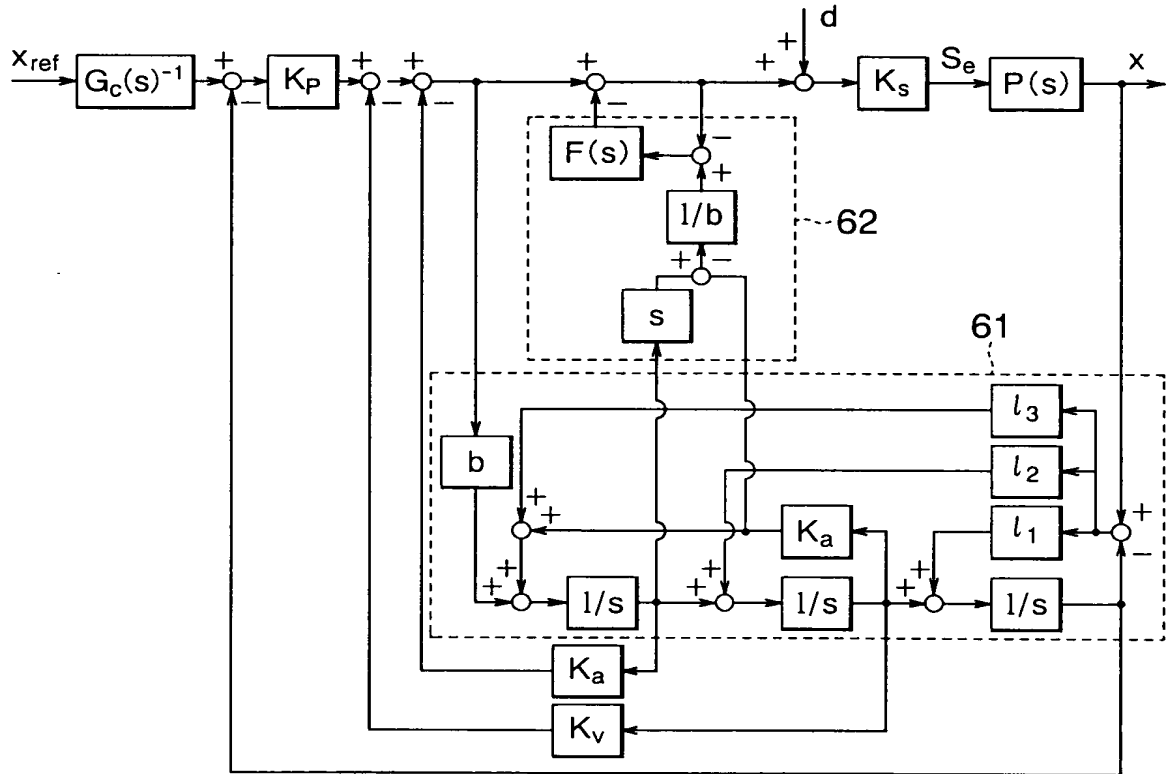 x_ref
G_c(s)^-1
+
−
K_P
+
−
+
−
+
−
+
+
d
K_s
S_e
P(s)
x
F(s)
−
+
l/b
+
−
s
62
61
b
l_3
l_2
l_1
+
−
+
+
K_a
+
+
l/s
+
+
l/s
+
+
l/s
K_a
K_v